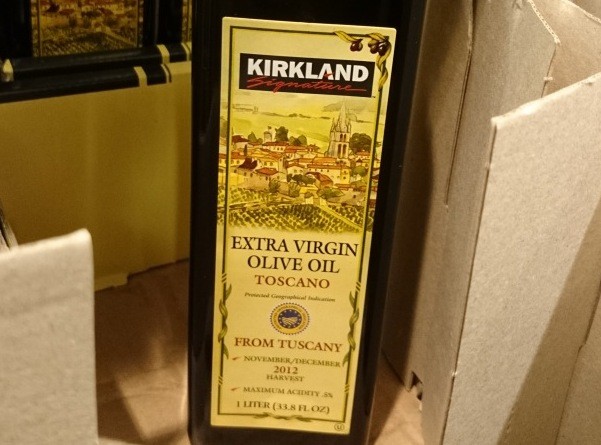 KIRKLAND
Signature
EXTRA VIRGIN
OLIVE OIL
TOSCANO
Protected Geographical Indication
FROM TUSCANY
NOVEMBER/DECEMBER
2012
HARVEST
MAXIMUM ACIDITY .3%
1 LITER (33.8 FL OZ)